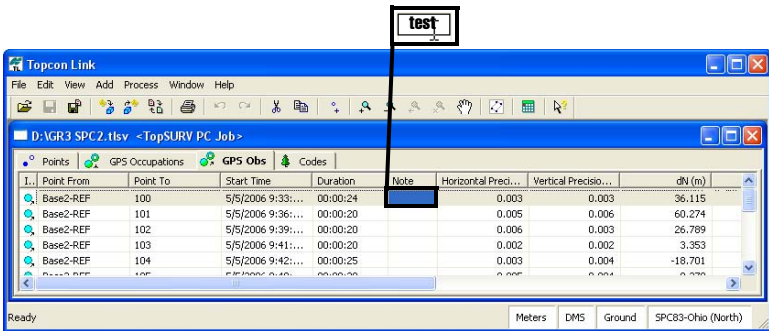 test
Topcon Link
File Edit View Add Process Window Help
D:\GR3 SPC2.tlsv <TopSURV PC Job>
Points GPS Occupations GPS Obs Codes
I.. Point From Point To Start Time Duration Note Horizontal Preci... Vertical Precisio... dN (m)
Base2-REF 100 5/5/2006 9:33:... 00:00:24 0.003 0.003 36.115
Base2-REF 101 5/5/2006 9:36:... 00:00:20 0.005 0.006 60.274
Base2-REF 102 5/5/2006 9:39:... 00:00:20 0.006 0.003 26.789
Base2-REF 103 5/5/2006 9:41:... 00:00:20 0.002 0.002 3.353
Base2-REF 104 5/5/2006 9:42:... 00:00:25 0.003 0.004 -18.701
Ready Meters DMS Ground SPC83-Ohio (North)